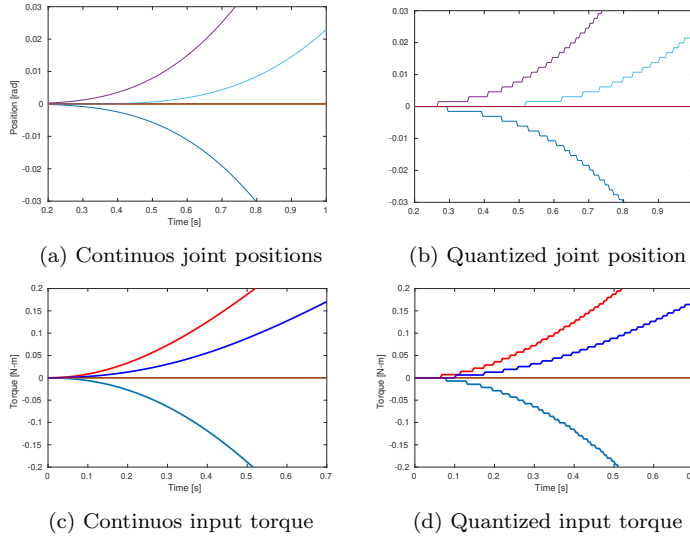 0.03 0.03
0.02 0.02
0.01 0.01
0 0
-0.01 -0.01
-0.02 -0.02
-0.03 -0.03
Position [rad]
0.2 0.3 0.4 0.5 0.6 0.7 0.8 0.9 1
Time [s]
0.2 0.3 0.4 0.5 0.6 0.7 0.8 0.9
(a) Continuos joint positions
(b) Quantized joint position
0.2 0.2
0.15 0.15
0.1 0.1
0.05 0.05
0 0
-0.05 -0.05
-0.1 -0.1
-0.15 -0.15
-0.2 -0.2
Torque [N-m]
Torque [N-m]
0 0.1 0.2 0.3 0.4 0.5 0.6 0.7
Time [s]
0 0.1 0.2 0.3 0.4 0.5 0.6
Time [s]
(c) Continuos input torque
(d) Quantized input torque